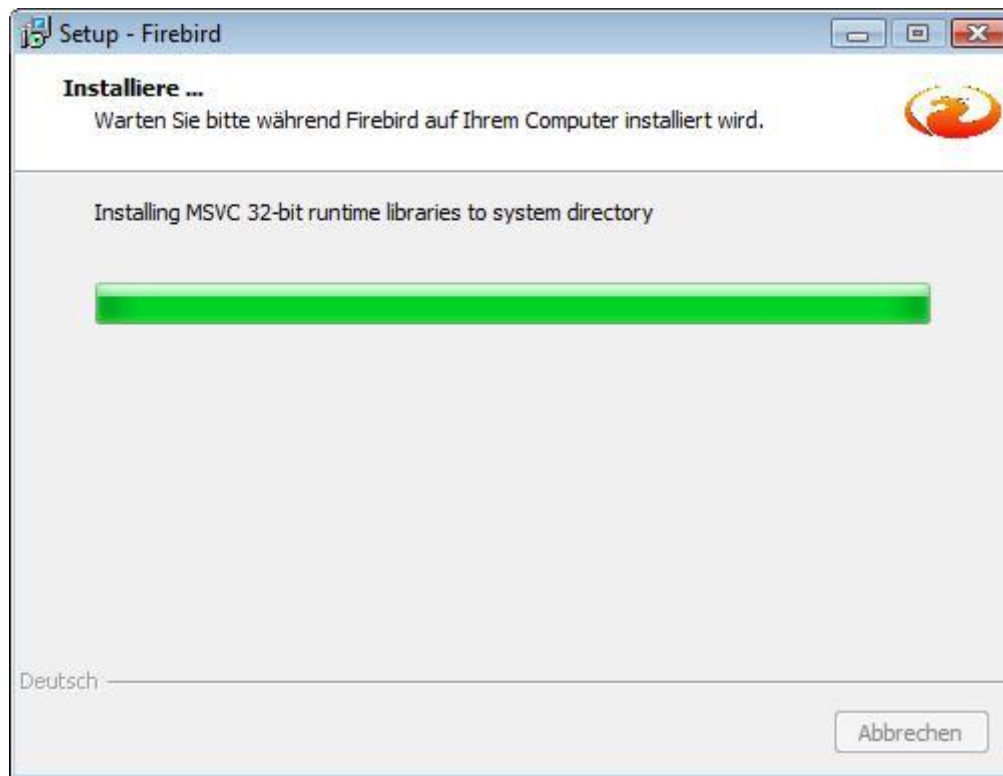 Setup - Firebird
Installiere ...
Warten Sie bitte während Firebird auf Ihrem Computer installiert wird.
Installing MSVC 32-bit runtime libraries to system directory
Deutsch
Abbrechen